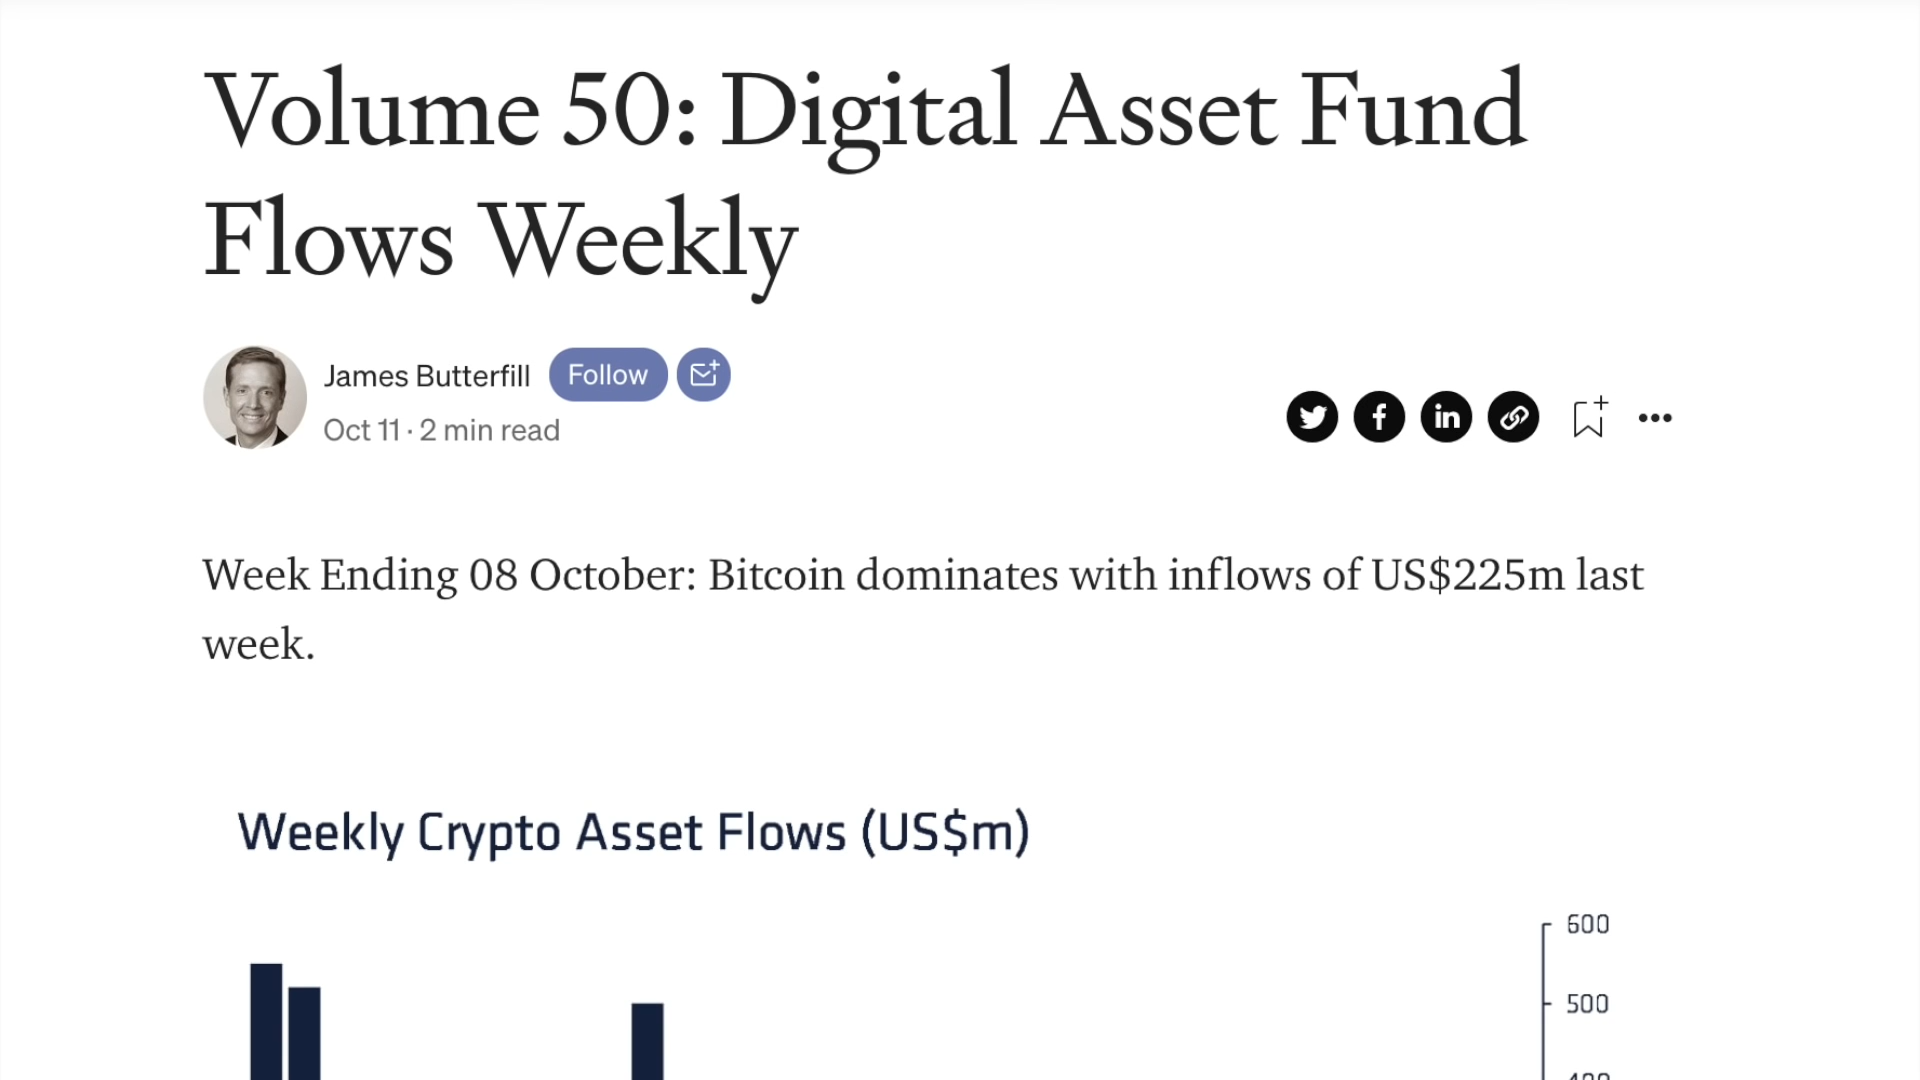 Volume 50: Digital Asset Fund
Flows Weekly
James Butterfill
Follow
Oct 11 · 2 min read
Week Ending 08 October: Bitcoin dominates with inflows of US$225m last
week.
Weekly Crypto Asset Flows (US$m)
600
500